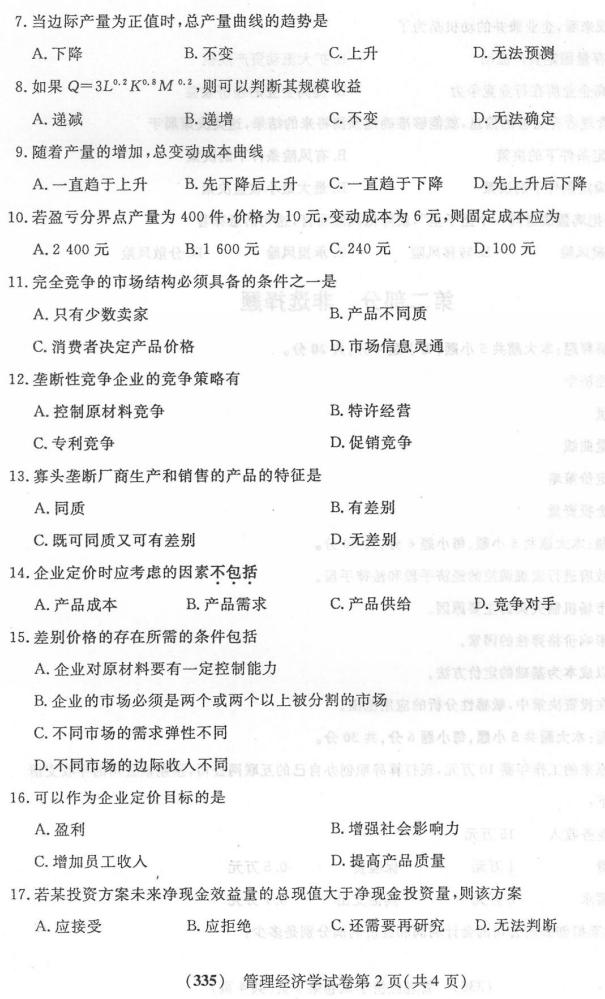 7. 当边际产量为正值时,总产量曲线的趋势是
A. 下降 B. 不变 C. 上升 D. 无法预测
8. 如果 Q=3L⁰·²K⁰·⁸M⁰·²,则可以判断其规模收益
A. 递减 B. 递增 C. 不变 D. 无法确定
9. 随着产量的增加,总变动成本曲线
A. 一直趋于上升 B. 先下降后上升 C. 一直趋于下降 D. 先上升后下降
10. 若盈亏分界点产量为 400 件,价格为 10 元,变动成本为 6 元,则固定成本应为
A. 2 400 元 B. 1 600 元 C. 240 元 D. 100 元
11. 完全竞争的市场结构必须具备的条件之一是
A. 只有少数卖家 B. 产品不同质
C. 消费者决定产品价格 D. 市场信息灵通
12. 垄断性竞争企业的竞争策略有
A. 控制原材料竞争 B. 特许经营
C. 专利竞争 D. 促销竞争
13. 寡头垄断厂商生产和销售的产品的特征是
A. 同质 B. 有差别
C. 既可同质又可有差别 D. 无差别
14. 企业定价时应考虑的因素不包括
A. 产品成本 B. 产品需求 C. 产品供给 D. 竞争对手
15. 差别价格的存在所需的条件包括
A. 企业对原材料要有一定控制能力
B. 企业的市场必须是两个或两个以上被分割的市场
C. 不同市场的需求弹性不同
D. 不同市场的边际收入不同
16. 可以作为企业定价目标的是
A. 盈利 B. 增强社会影响力
C. 增加员工收入 D. 提高产品质量
17. 若某投资方案未来净现金效益量的总现值大于净现金投资量,则该方案
A. 应接受 B. 应拒绝 C. 还需要再研究 D. 无法判断
(335) 管理经济学试卷第 2 页(共 4 页)